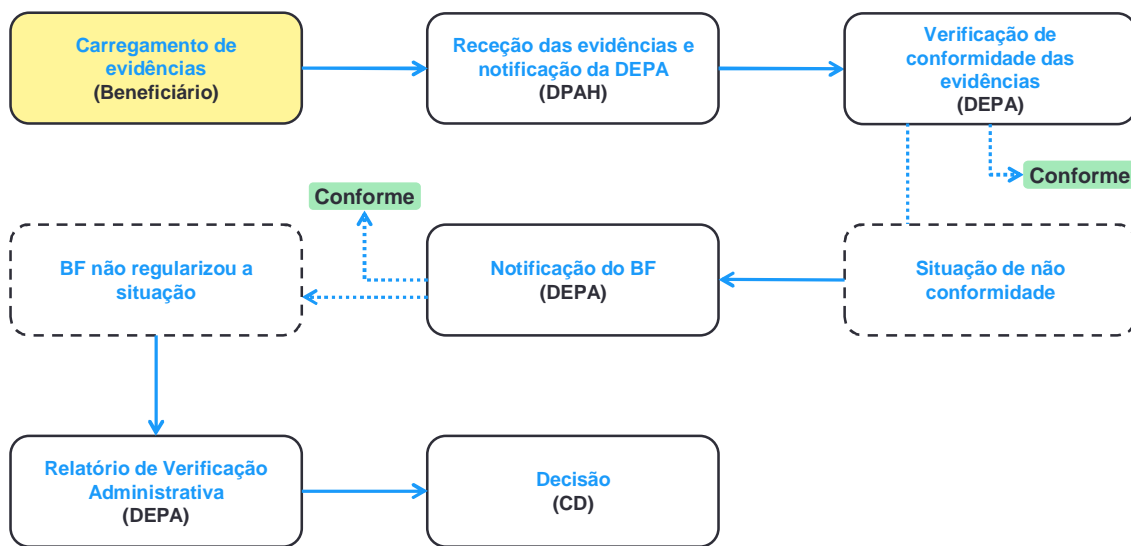 Carregamento de
evidências
(Beneficiário)
Receção das evidências e
notificação da DEPA
(DPAH)
Verificação de
conformidade das
evidências
(DEPA)
Conforme
Conforme
BF não regularizou a
situação
Notificação do BF
(DEPA)
Situação de não
conformidade
Relatório de Verificação
Administrativa
(DEPA)
Decisão
(CD)